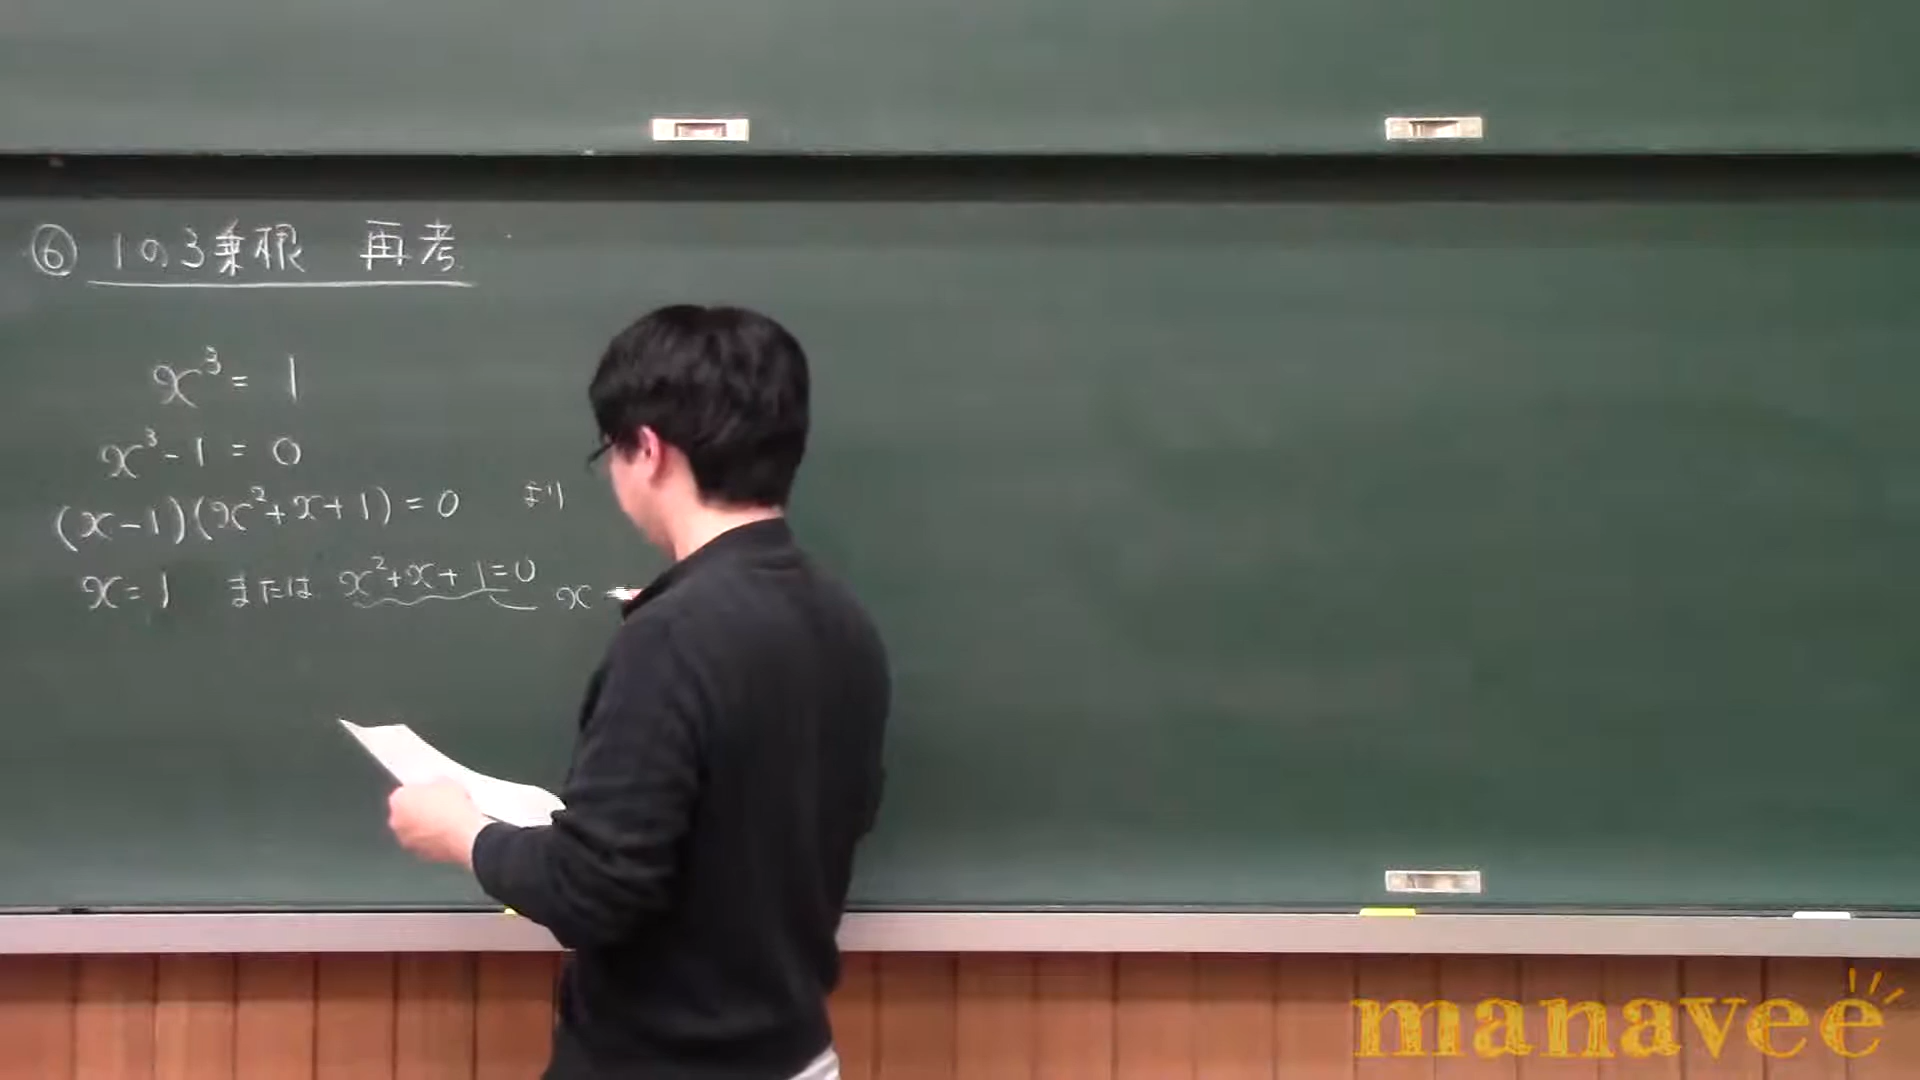 ⑥ 1の3乗根 再考
x³ = 1
x³ - 1 = 0
(x-1)(x²+x+1) = 0 より
x = 1 または x²+x+1=0 x
manavee